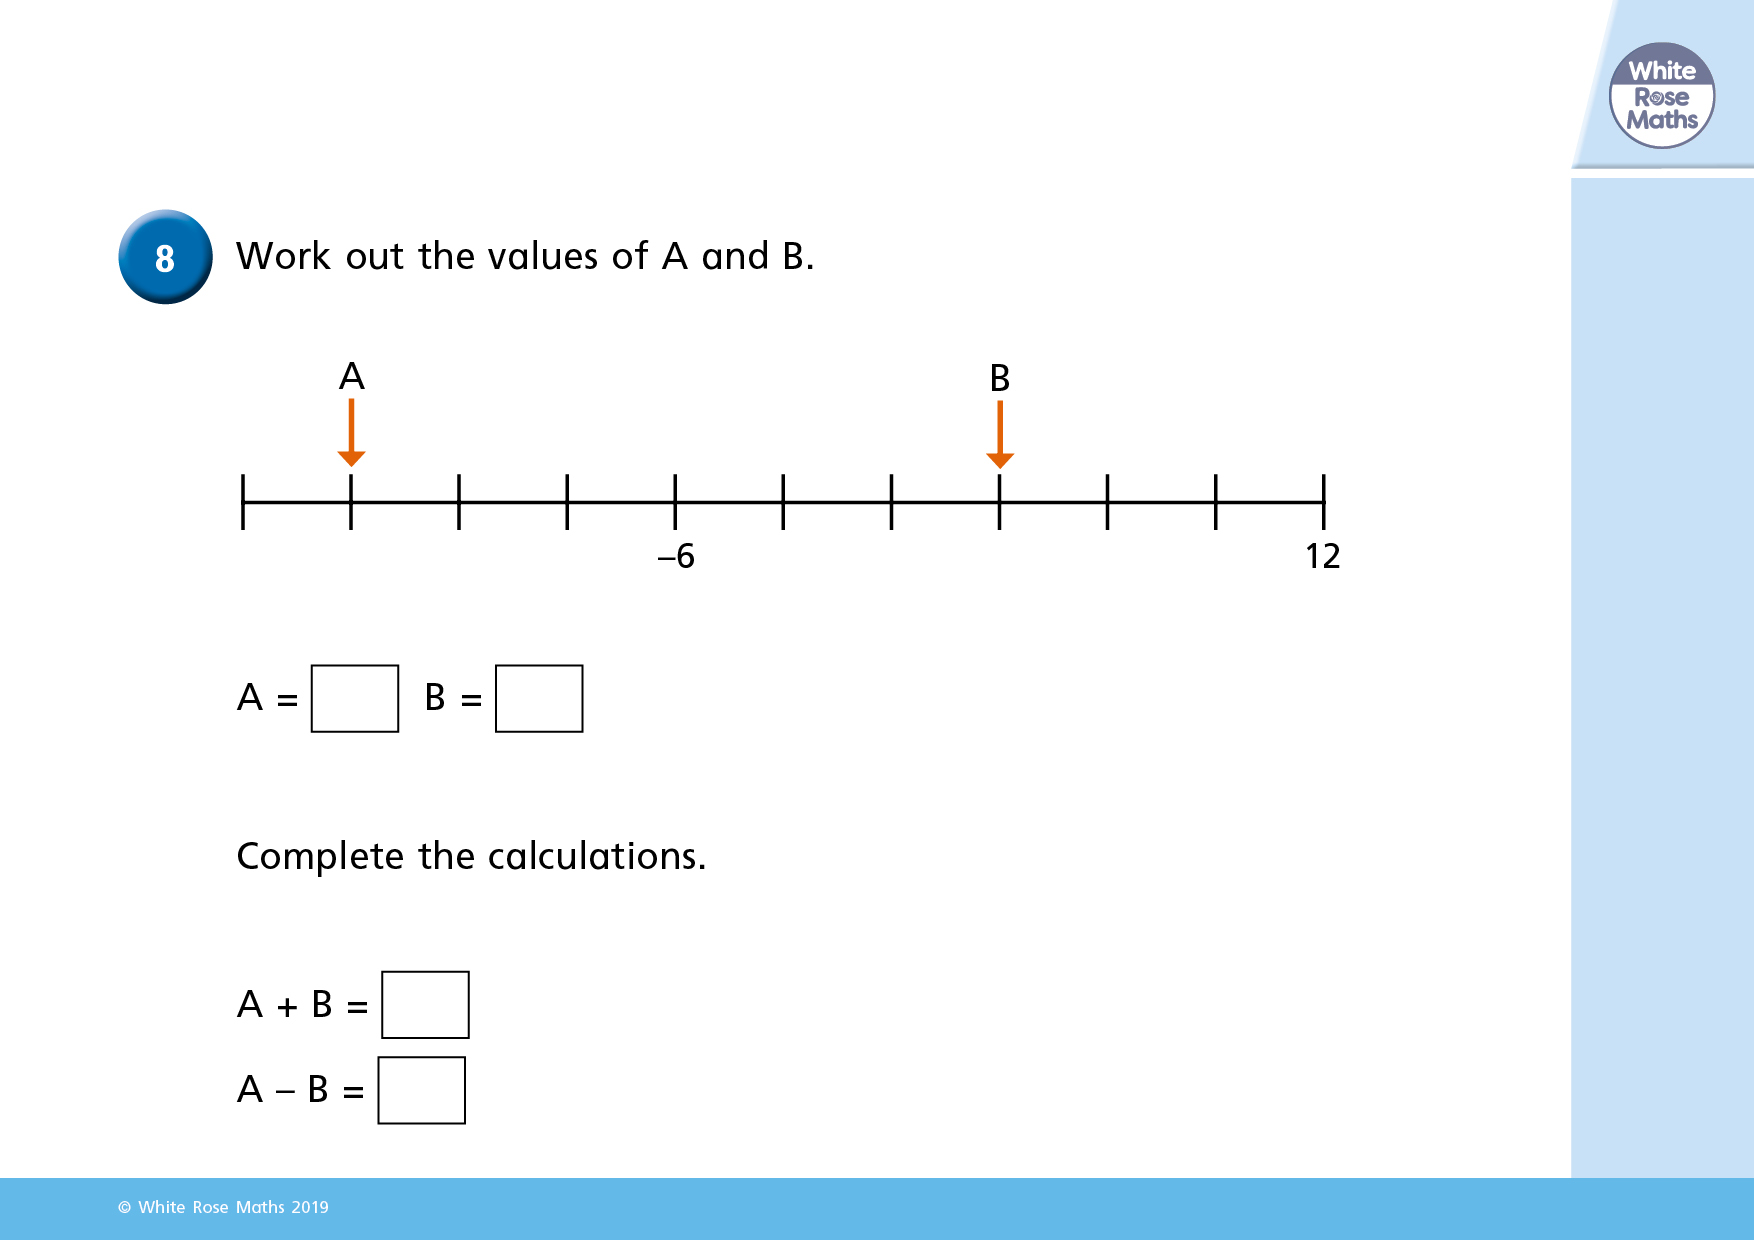 White
Rose
Maths
8 Work out the values of A and B.
A B
–6 12
A = B =
Complete the calculations.
A + B =
A – B =
© White Rose Maths 2019